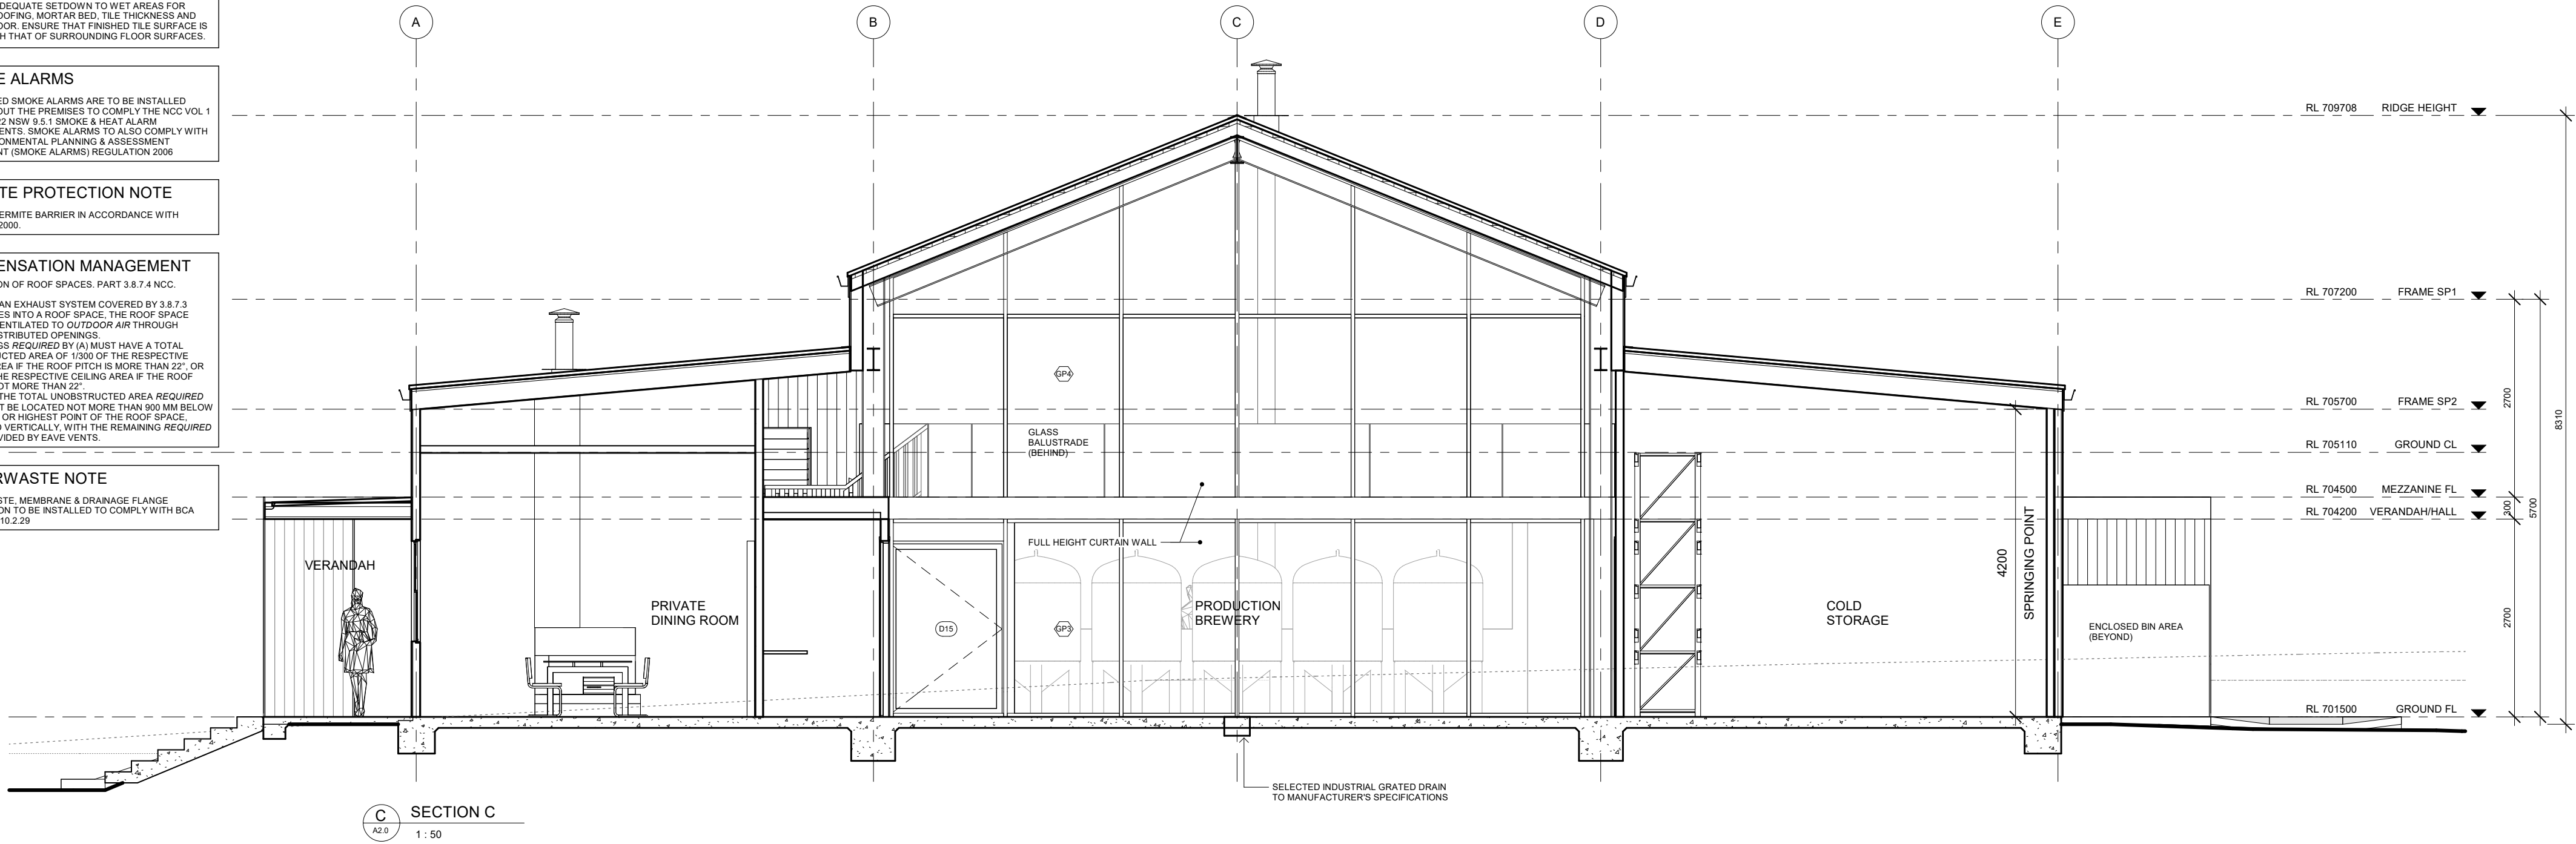 DEQUATE SETDOWN TO WET AREAS FOR
OOFING, MORTAR BED, TILE THICKNESS AND
OOR. ENSURE THAT FINISHED TILE SURFACE IS
H THAT OF SURROUNDING FLOOR SURFACES.
E ALARMS
ED SMOKE ALARMS ARE TO BE INSTALLED
OUT THE PREMISES TO COMPLY THE NCC VOL 1
22 NSW 9.5.1 SMOKE & HEAT ALARM
ENTS. SMOKE ALARMS TO ALSO COMPLY WITH
ONMENTAL PLANNING & ASSESSMENT
NT (SMOKE ALARMS) REGULATION 2006
TE PROTECTION NOTE
ERMITE BARRIER IN ACCORDANCE WITH
2000.
ENSATION MANAGEMENT
ON OF ROOF SPACES. PART 3.8.7.4 NCC.
AN EXHAUST SYSTEM COVERED BY 3.8.7.3
ES INTO A ROOF SPACE, THE ROOF SPACE
ENTILATED TO OUTDOOR AIR THROUGH
STRIBUTED OPENINGS.
GS REQUIRED BY (A) MUST HAVE A TOTAL
UCTED AREA OF 1/300 OF THE RESPECTIVE
REA IF THE ROOF PITCH IS MORE THAN 22°, OR
HE RESPECTIVE CEILING AREA IF THE ROOF
OT MORE THAN 22°.
THE TOTAL UNOBSTRUCTED AREA REQUIRED
T BE LOCATED NOT MORE THAN 900 MM BELOW
OR HIGHEST POINT OF THE ROOF SPACE,
D VERTICALLY, WITH THE REMAINING REQUIRED
VIDED BY EAVE VENTS.
RWASTE NOTE
STE, MEMBRANE & DRAINAGE FLANGE
ON TO BE INSTALLED TO COMPLY WITH BCA
10.2.29
A
B
C
D
E
RL 709708 RIDGE HEIGHT
RL 707200 FRAME SP1
RL 705700 FRAME SP2
RL 705110 GROUND CL
RL 704500 MEZZANINE FL
RL 704200 VERANDAH/HALL
RL 701500 GROUND FL
2700
300
2700
5700
8310
GP4
GLASS
BALUSTRADE
(BEHIND)
FULL HEIGHT CURTAIN WALL
VERANDAH
PRIVATE
DINING ROOM
D15
GP3
PRODUCTION
BREWERY
COLD
STORAGE
4200
SPRINGING POINT
ENCLOSED BIN AREA
(BEYOND)
SELECTED INDUSTRIAL GRATED DRAIN
TO MANUFACTURER'S SPECIFICATIONS
C
A2.0
SECTION C
1 : 50